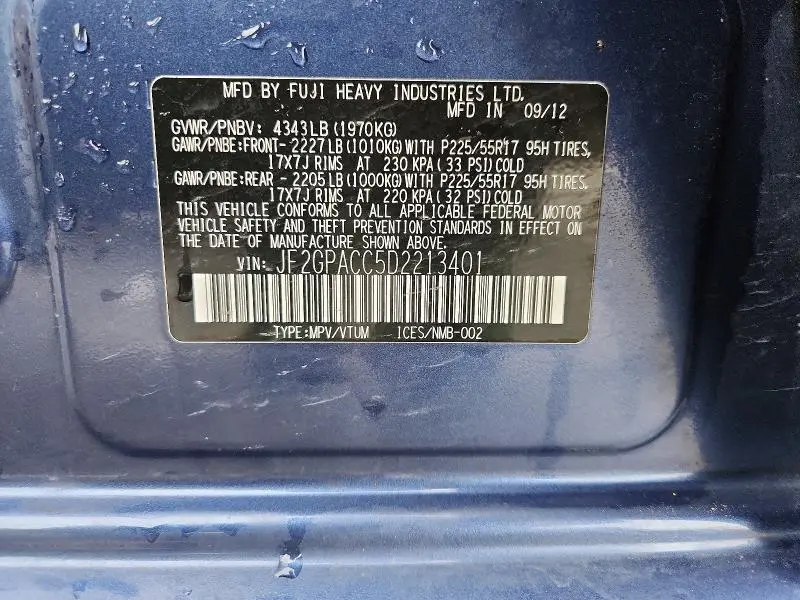 MFD BY FUJI HEAVY INDUSTRIES LTD.
MFD IN 09/12
GVWR/PNBV: 4343LB(1970KG)
GAWR/PNBE:FRONT-2227LB(1010KG)WITH P225/55R17 95H TIRES,
17X7J RIMS AT 230 KPA(33 PSI)COLD
GAWR/PNBE:REAR -2205LB(1000KG)WITH P225/55R17 95H TIRES,
17X7J RIMS AT 220 KPA(32 PSI)COLD
THIS VEHICLE CONFORMS TO ALL APPLICABLE FEDERAL MOTOR
VEHICLE SAFETY AND THEFT PREVENTION STANDARDS IN EFFECT ON
THE DATE OF MANUFACTURE SHOWN ABOVE.
VIN: JF2GPACC5D2213401
TYPE:MPV/VTUM ICES/NMB-002